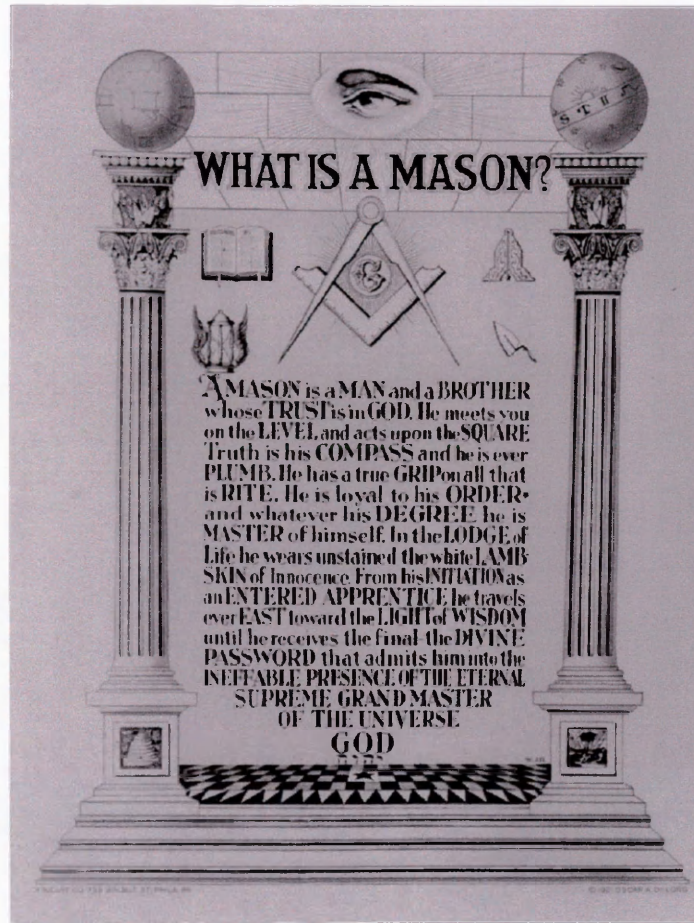 WHAT IS A MASON?
G
A MASON is a MAN and a BROTHER
whose TRUST is in GOD. He meets you
on the LEVEL and acts upon the SQUARE
Truth is his COMPASS and he is ever
PLUMB. He has a true GRIP on all that
is RITE. He is loyal to his ORDER•
and whatever his DEGREE he is
MASTER of himself. In the LODGE of
Life he wears unstained the white LAMB
SKIN of Innocence. From his INITIATION as
an ENTERED APPRENTICE he travels
ever EAST toward the LIGHT of WISDOM
until he receives the final-the DIVINE
PASSWORD that admits him into the
INEFFABLE PRESENCE OF THE ETERNAL
SUPREME GRAND MASTER
OF THE UNIVERSE
GOD